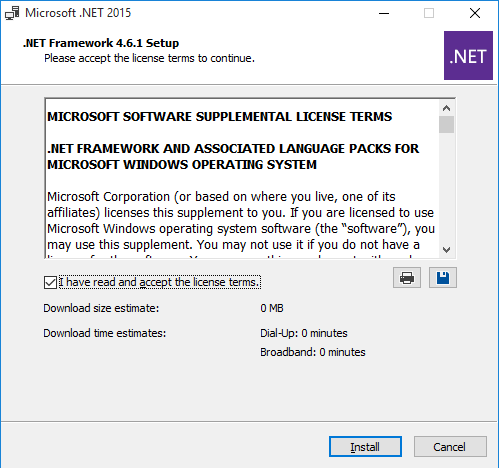 Microsoft .NET 2015
.NET Framework 4.6.1 Setup
Please accept the license terms to continue.
.NET
MICROSOFT SOFTWARE SUPPLEMENTAL LICENSE TERMS
.NET FRAMEWORK AND ASSOCIATED LANGUAGE PACKS FOR
MICROSOFT WINDOWS OPERATING SYSTEM
Microsoft Corporation (or based on where you live, one of its
affiliates) licenses this supplement to you. If you are licensed to use
Microsoft Windows operating system software (the “software”), you
may use this supplement. You may not use it if you do not have a
I have read and accept the license terms.
Download size estimate: 0 MB
Download time estimates: Dial-Up: 0 minutes
Broadband: 0 minutes
Install Cancel